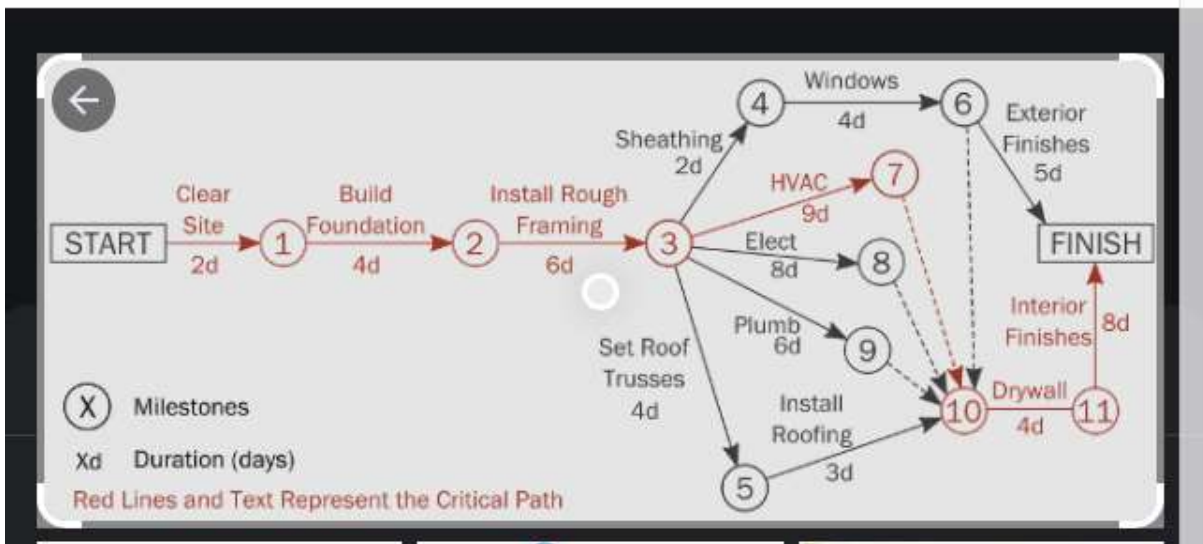 Windows
4d
4
6
Exterior
Finishes
5d
Sheathing
2d
HVAC
9d
7
Clear
Site
2d
Build
Foundation
4d
Install Rough
Framing
6d
START
1
2
3
Elect
8d
8
FINISH
Plumb
6d
9
Interior
Finishes
8d
Set Roof
Trusses
4d
Install
Roofing
3d
10
Drywall
4d
11
5
X Milestones
Xd Duration (days)
Red Lines and Text Represent the Critical Path